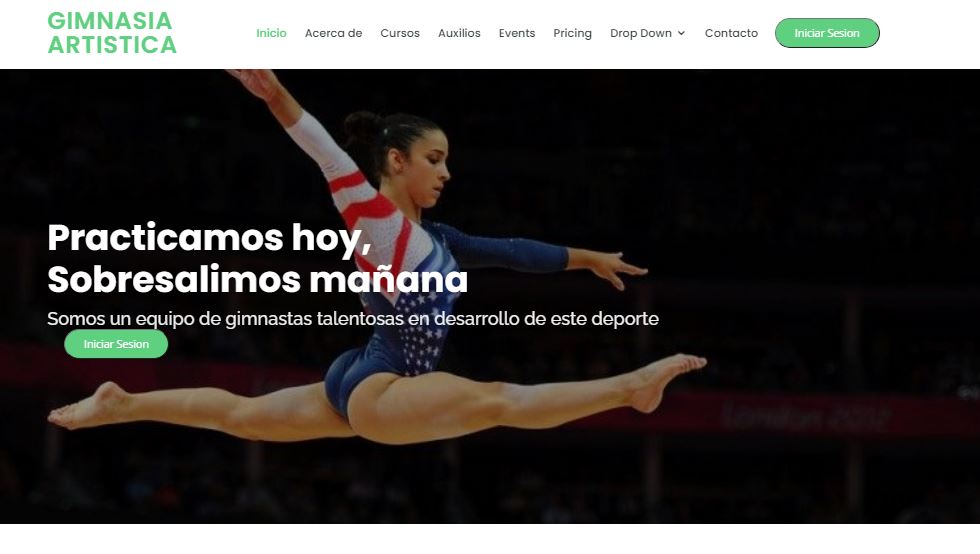 GIMNASIA
ARTISTICA
Inicio Acerca de Cursos Auxilios Events Pricing Drop Down Contacto Iniciar Sesion
Practicamos hoy,
Sobresalimos mañana
Somos un equipo de gimnastas talentosas en desarrollo de este deporte
Iniciar Sesion
London 2012